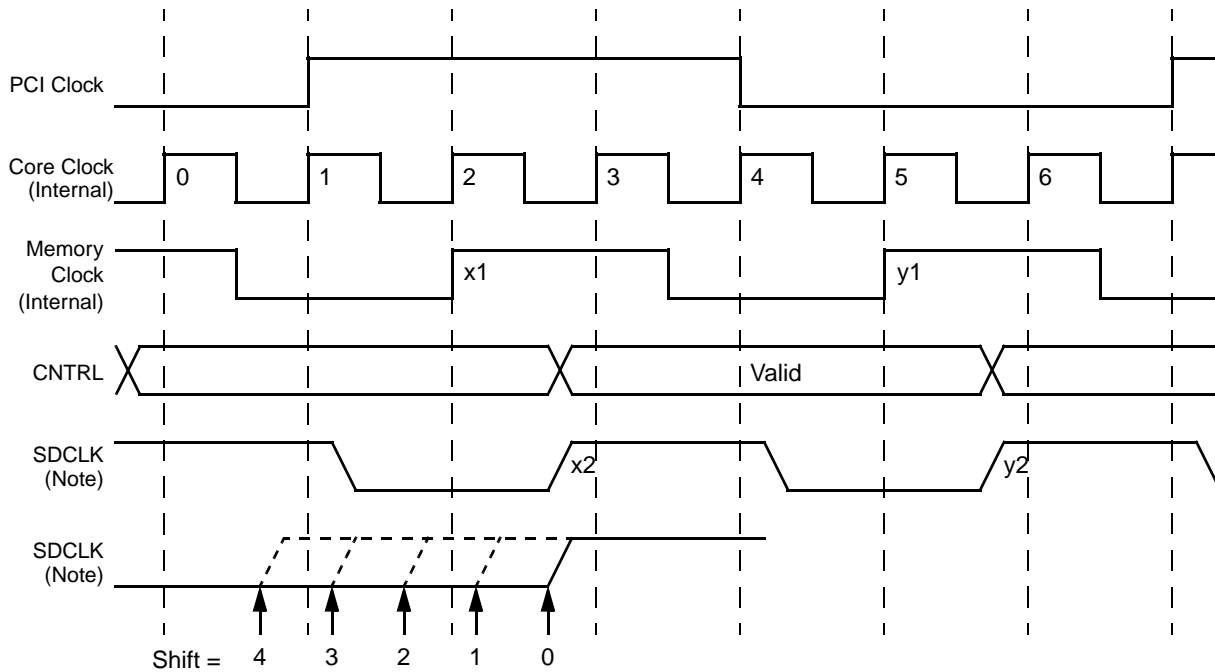 PCI Clock
Core Clock
(Internal)
0 1 2 3 4 5 6
Memory
Clock
(Internal)
x1 y1
CNTRL
Valid
SDCLK
(Note)
x2 y2
SDCLK
(Note)
Shift = 4 3 2 1 0